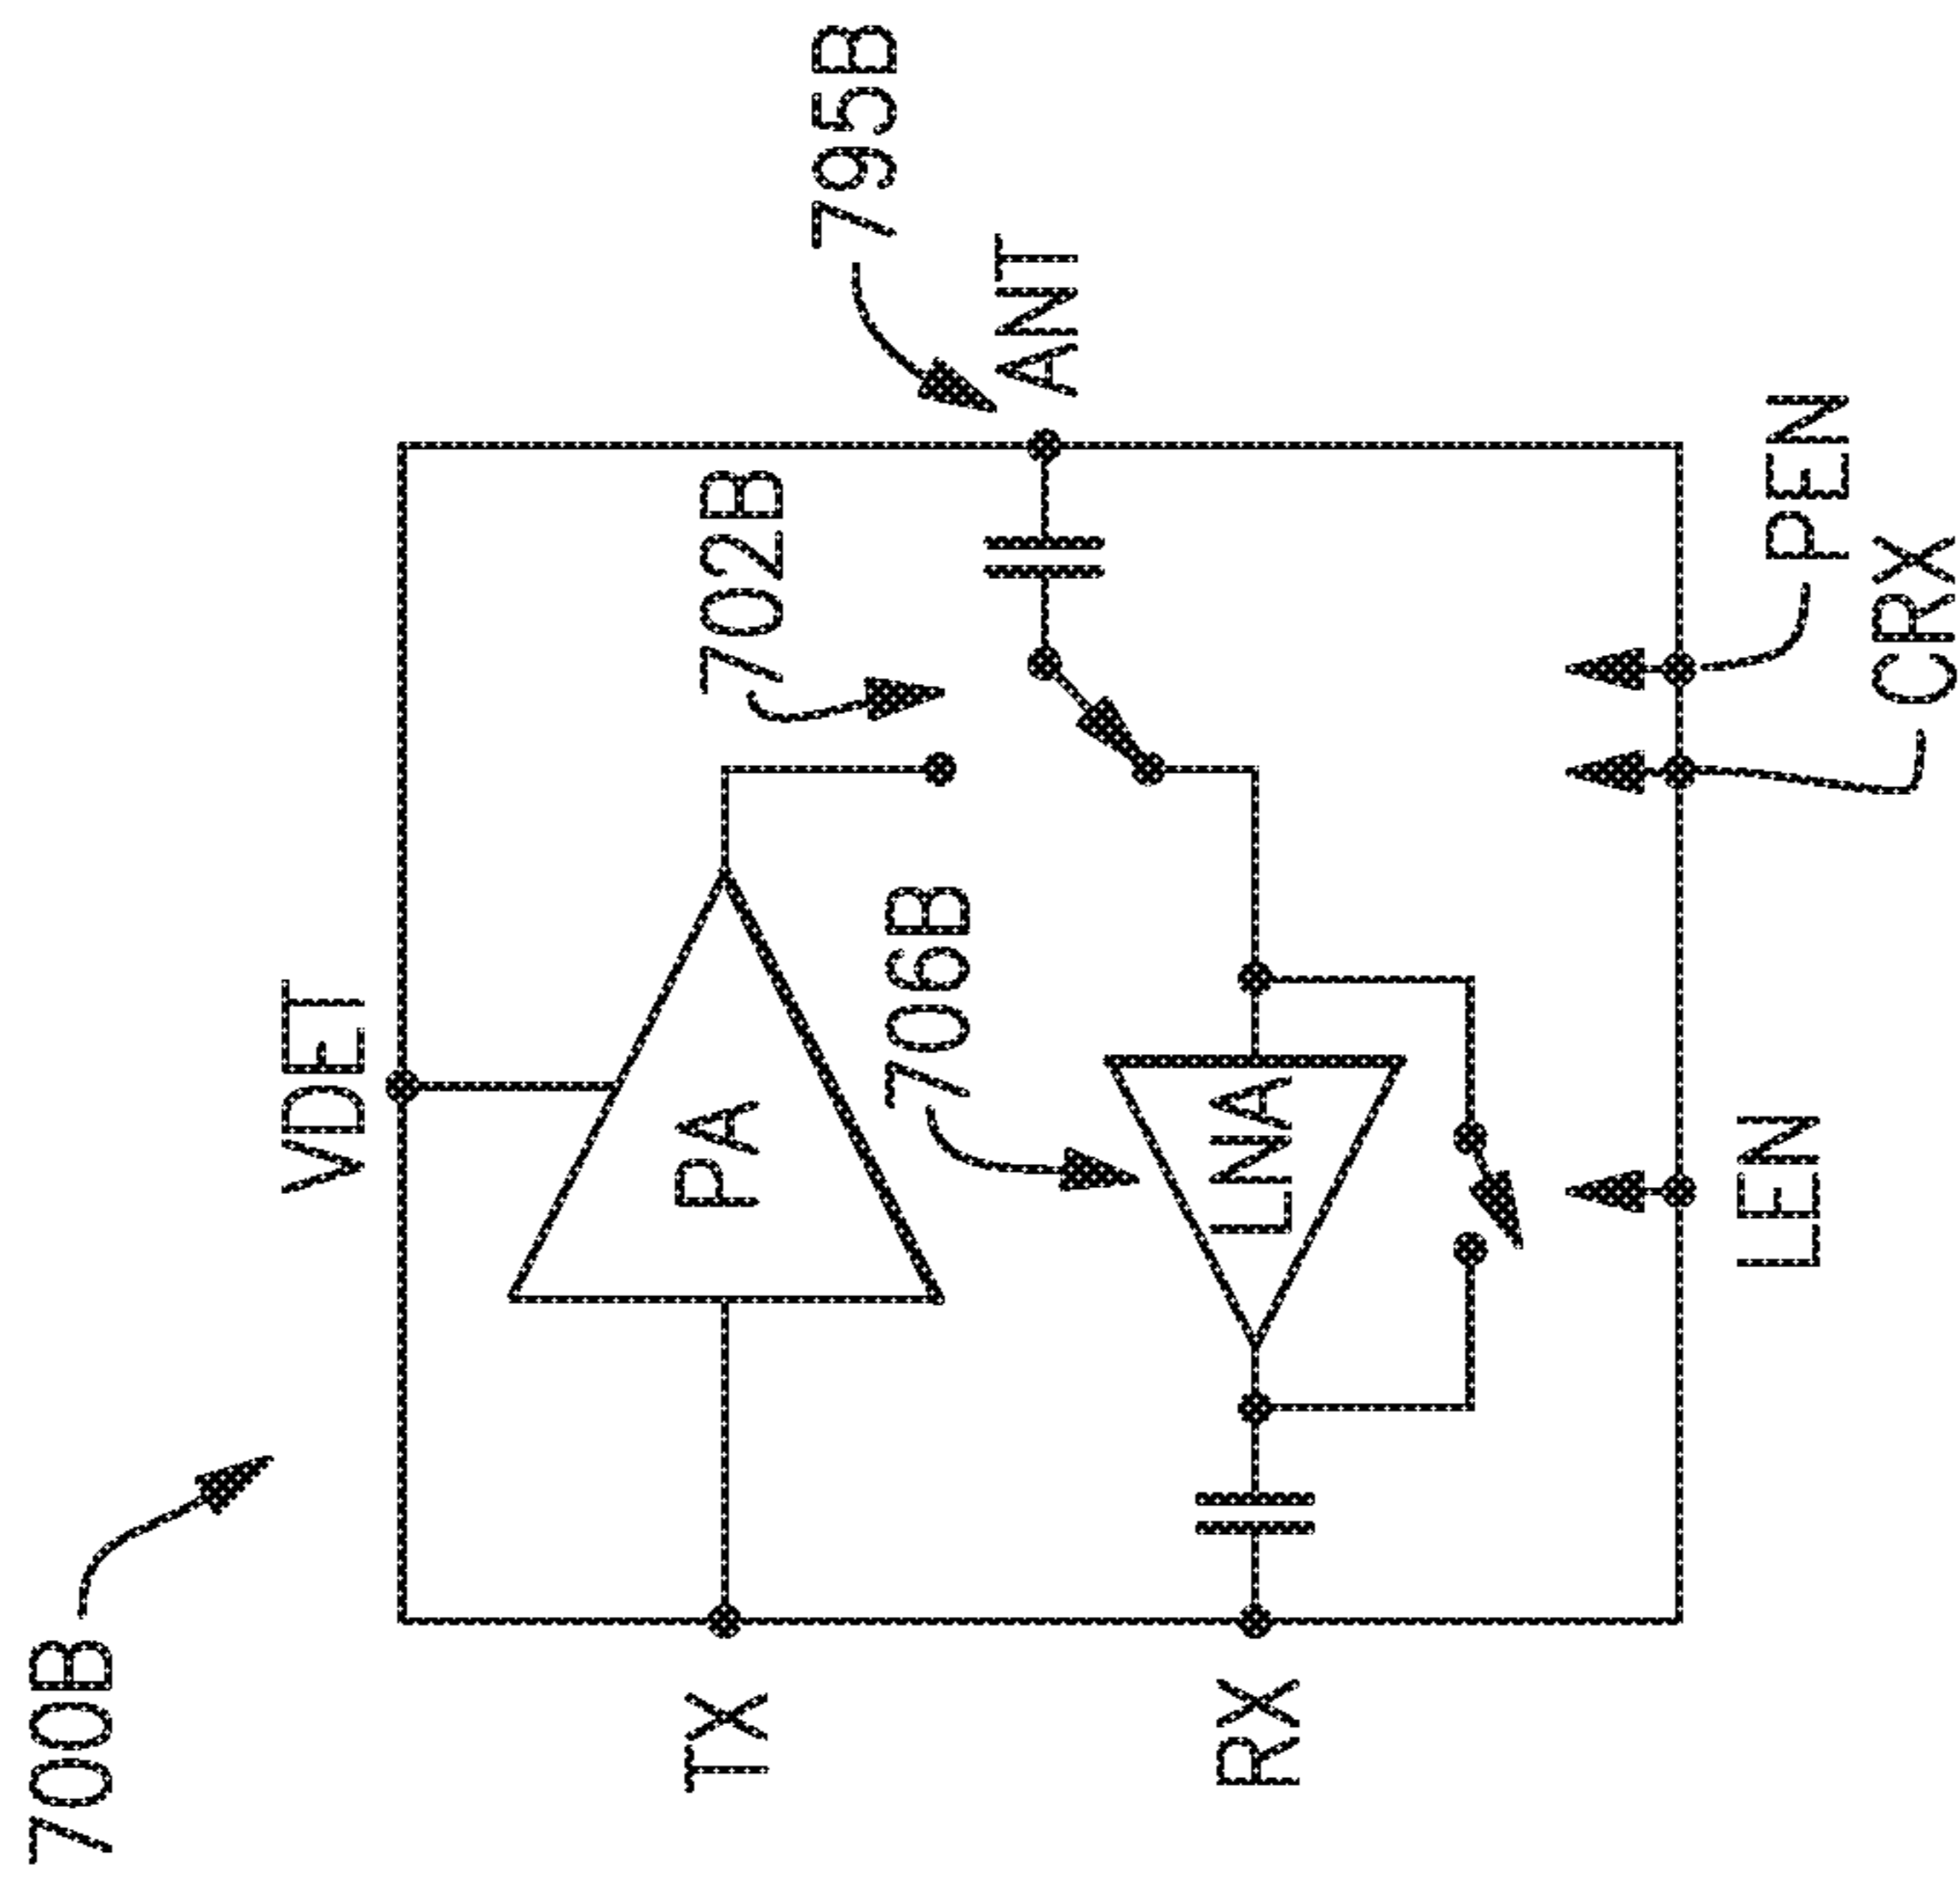 700B
TX
RX
VDET
PA
706B
LNA
LEN
702B
795B
ANT
PEN
CRX